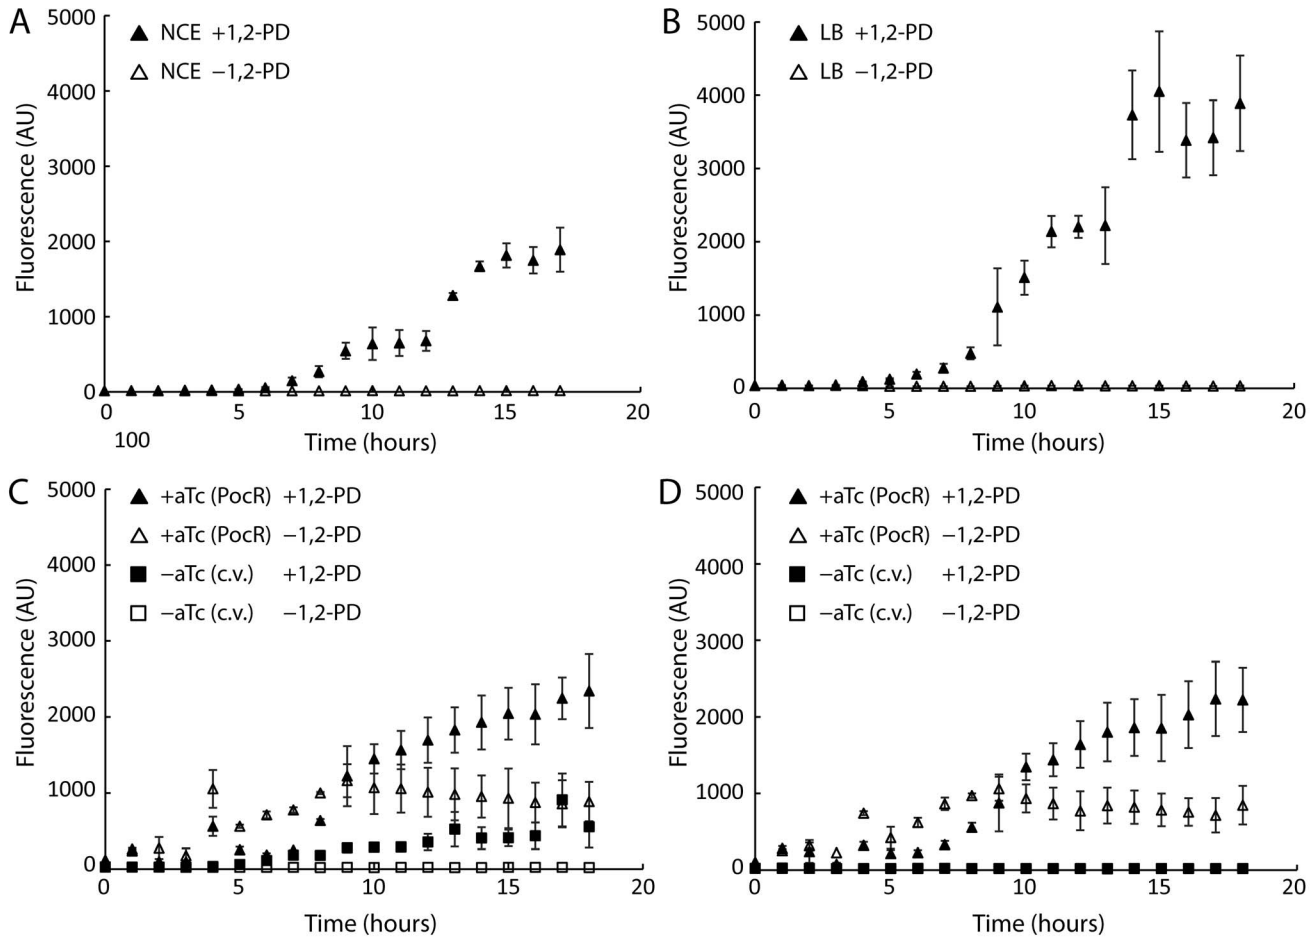 A
5000
4000
3000
2000
1000
0
Fluorescence (AU)
NCE +1,2-PD
NCE −1,2-PD
0 5 10 15 20
100
Time (hours)
B
5000
4000
3000
2000
1000
0
Fluorescence (AU)
LB +1,2-PD
LB −1,2-PD
0 5 10 15 20
Time (hours)
C
5000
4000
3000
2000
1000
0
Fluorescence (AU)
+aTc (PocR) +1,2-PD
+aTc (PocR) −1,2-PD
−aTc (c.v.) +1,2-PD
−aTc (c.v.) −1,2-PD
0 5 10 15 20
Time (hours)
D
5000
4000
3000
2000
1000
0
Fluorescence (AU)
+aTc (PocR) +1,2-PD
+aTc (PocR) −1,2-PD
−aTc (c.v.) +1,2-PD
−aTc (c.v.) −1,2-PD
0 5 10 15 20
Time (hours)